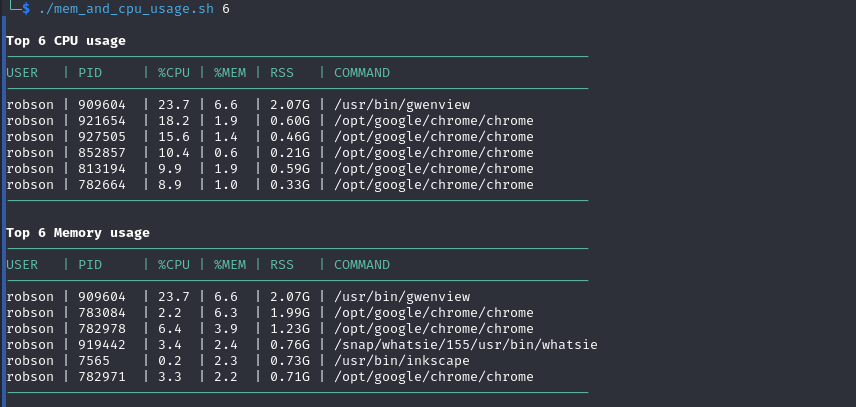 └─$ ./mem_and_cpu_usage.sh 6
Top 6 CPU usage
USER | PID | %CPU | %MEM | RSS | COMMAND
robson | 909604 | 23.7 | 6.6 | 2.07G | /usr/bin/gwenview
robson | 921654 | 18.2 | 1.9 | 0.60G | /opt/google/chrome/chrome
robson | 927505 | 15.6 | 1.4 | 0.46G | /opt/google/chrome/chrome
robson | 852857 | 10.4 | 0.6 | 0.21G | /opt/google/chrome/chrome
robson | 813194 | 9.9 | 1.9 | 0.59G | /opt/google/chrome/chrome
robson | 782664 | 8.9 | 1.0 | 0.33G | /opt/google/chrome/chrome
Top 6 Memory usage
USER | PID | %CPU | %MEM | RSS | COMMAND
robson | 909604 | 23.7 | 6.6 | 2.07G | /usr/bin/gwenview
robson | 783084 | 2.2 | 6.3 | 1.99G | /opt/google/chrome/chrome
robson | 782978 | 6.4 | 3.9 | 1.23G | /opt/google/chrome/chrome
robson | 919442 | 3.4 | 2.4 | 0.76G | /snap/whatsie/155/usr/bin/whatsie
robson | 7565 | 0.2 | 2.3 | 0.73G | /usr/bin/inkscape
robson | 782971 | 3.3 | 2.2 | 0.71G | /opt/google/chrome/chrome